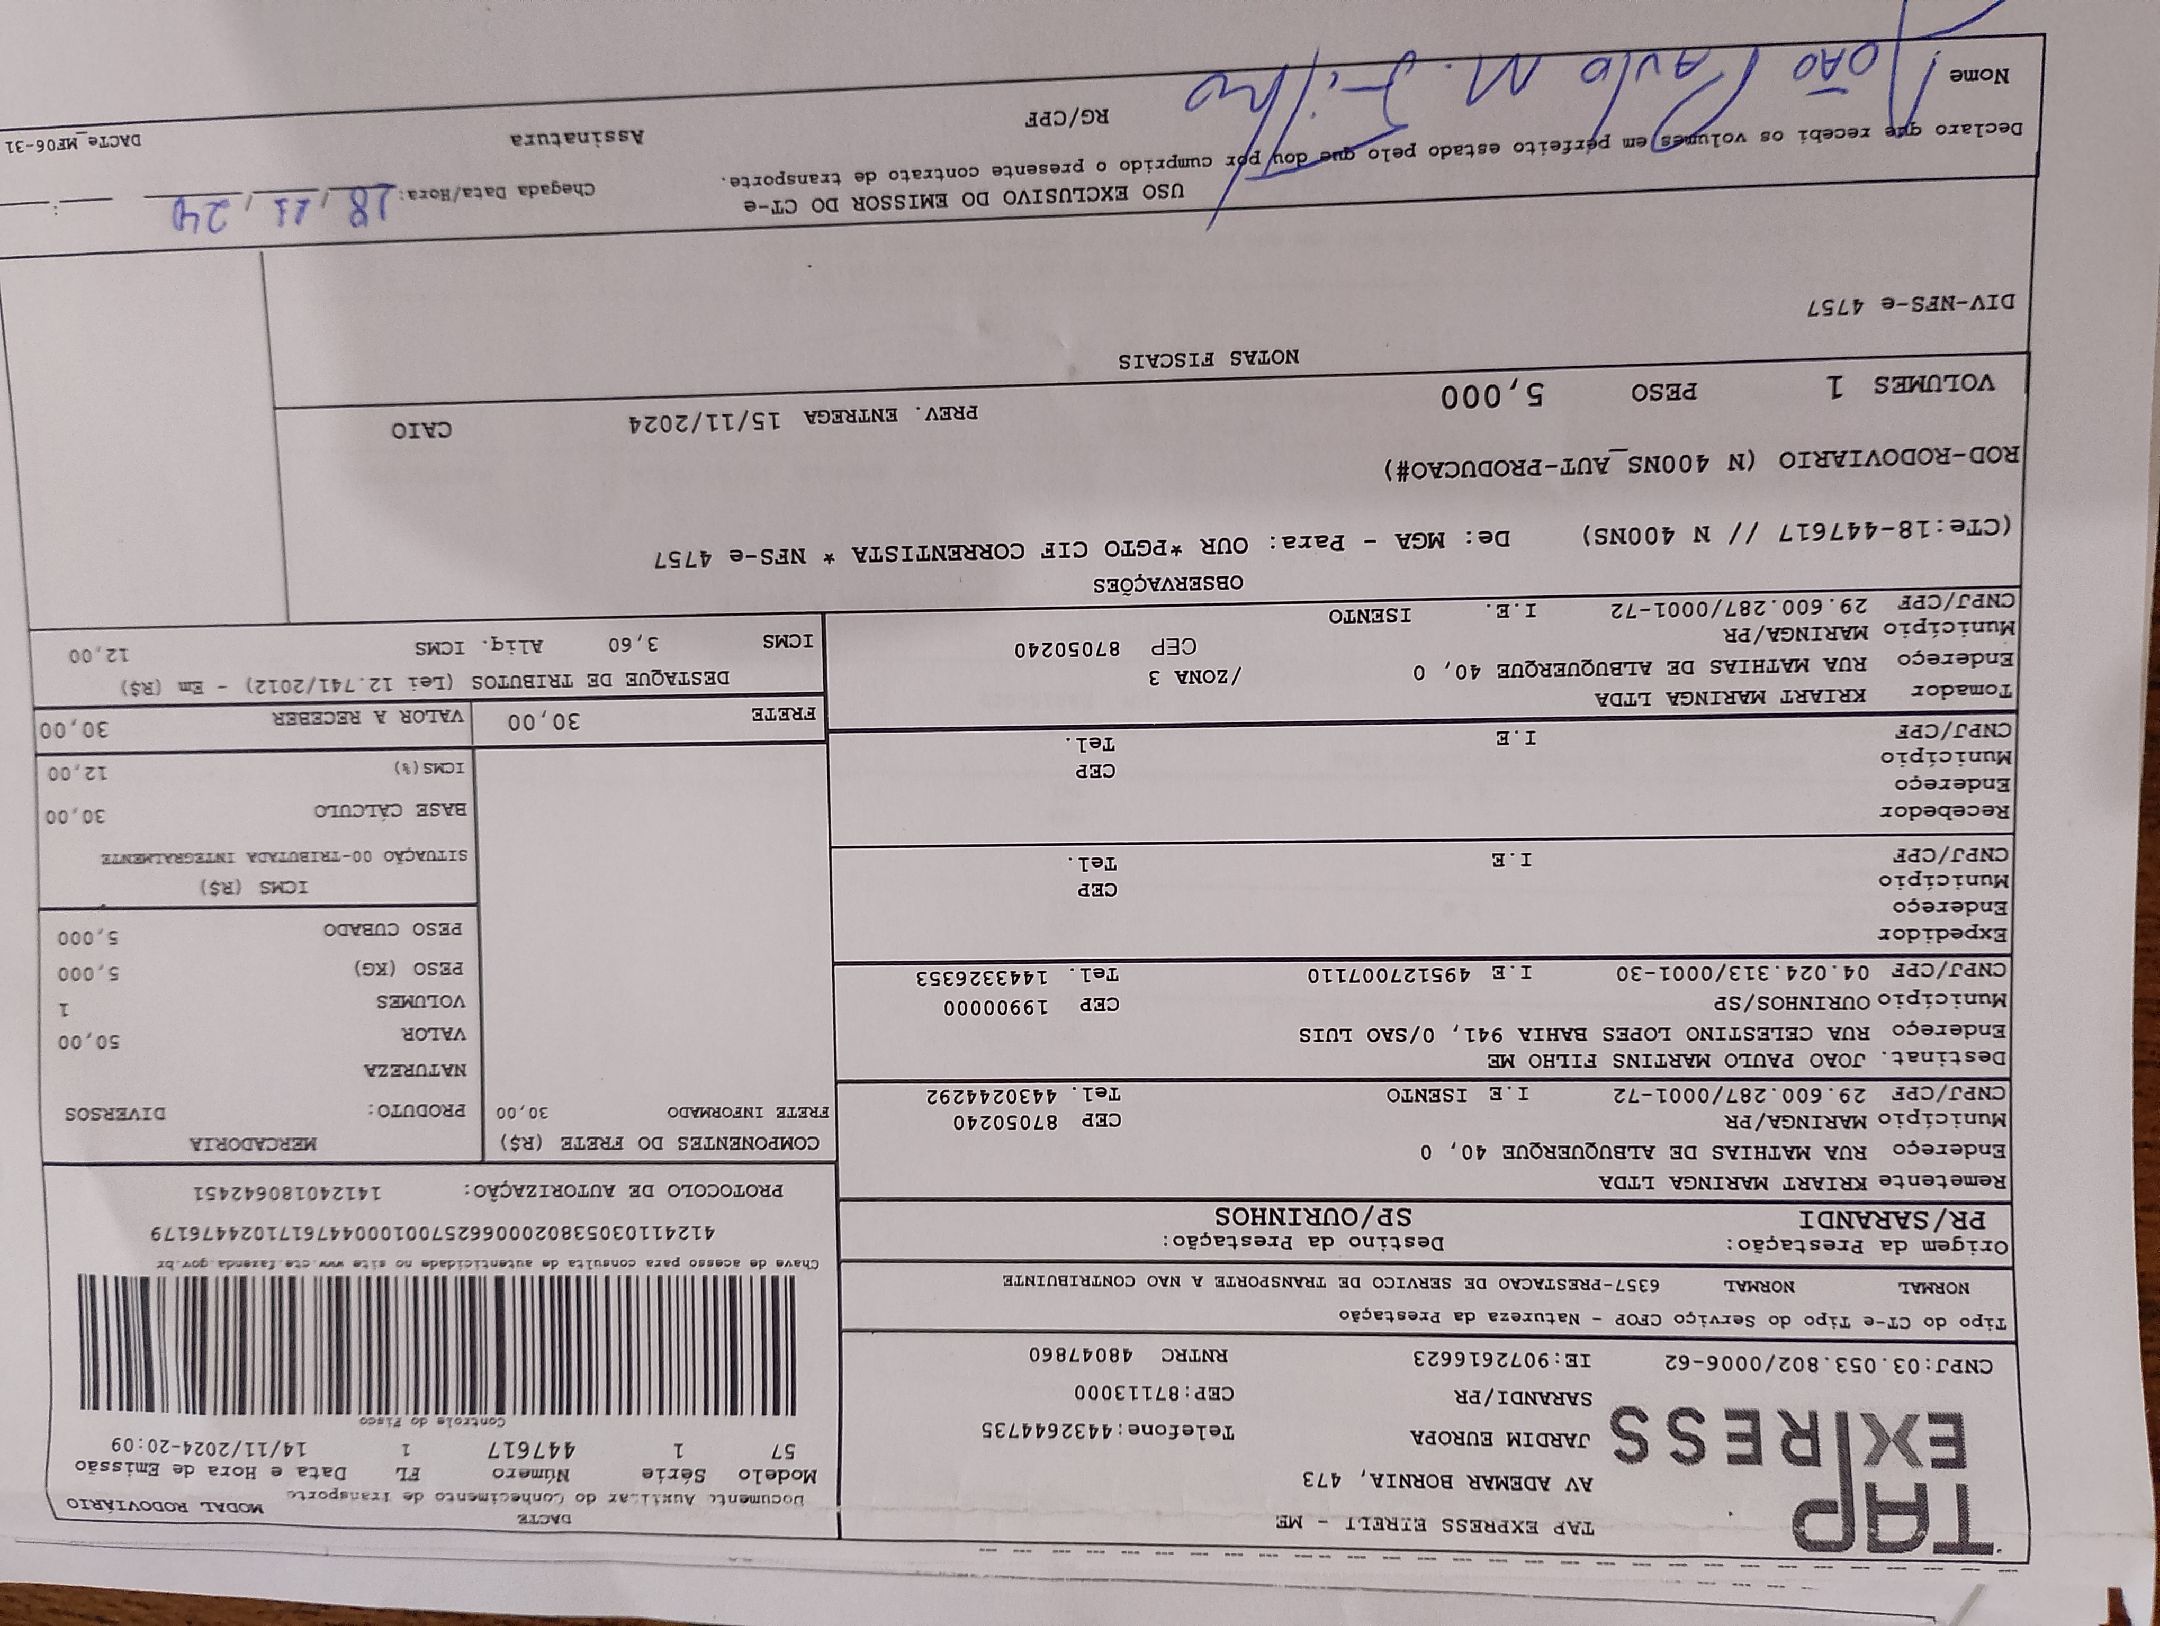 TAP EXPRESS
TAP EXPRESS EIRELI - ME
AV ADEMAR BORNIA, 473
JARDIM EUROPA Telefone:4432644735
SARANDI/PR CEP:87113000
CNPJ:03.053.802/0006-62 IE:9072616623 RNTRC 48047860
DACTE
Documento Auxiliar do Conhecimento de Transporte
MODAL RODOVIÁRIO
Modelo Série Número FL Data e Hora de Emissão
57 1 447617 1 14/11/2024-20:09
Controle do Fisco
Tipo do CT-e Tipo do Serviço CFOP - Natureza da Prestação
NORMAL NORMAL 6357-PRESTACAO DE SERVICO DE TRANSPORTE A NAO CONTRIBUINTE
Chave de acesso para consulta de autenticidade no site www.cte.fazenda.gov.br
41241103053802000662570010004476171024476179
PROTOCOLO DE AUTORIZAÇÃO: 141240180642451
Origem da Prestação: Destino da Prestação:
PR/SARANDI SP/OURINHOS
Remetente KRIART MARINGA LTDA
Endereço RUA MATHIAS DE ALBUQUERQUE 40, 0
Município MARINGA/PR CEP 87050240
CNPJ/CPF 29.600.287/0001-72 I.E ISENTO Tel. 4430244292
Destinat. JOAO PAULO MARTINS FILHO ME
Endereço RUA CELESTINO LOPES BAHIA 941, 0/SAO LUIS
Município OURINHOS/SP CEP 19900000
CNPJ/CPF 04.024.313/0001-30 I.E 495127007110 Tel. 1443326353
Expedidor
Endereço
Município CEP
CNPJ/CPF I.E Tel.
Recebedor
Endereço
Município CEP
CNPJ/CPF I.E Tel.
Tomador KRIART MARINGA LTDA
Endereço RUA MATHIAS DE ALBUQUERQUE 40, 0 /ZONA 3
Município MARINGA/PR CEP 87050240
CNPJ/CPF 29.600.287/0001-72 I.E. ISENTO
COMPONENTES DO FRETE (R$)
FRETE INFORMADO 30,00
MERCADORIA
PRODUTO: DIVERSOS
NATUREZA
VALOR 50,00
VOLUMES 1
PESO (KG) 5,000
PESO CUBADO 5,000
ICMS (R$)
SITUAÇÃO 00-TRIBUTADA INTEGRALMENTE
BASE CÁLCULO 30,00
ICMS(%) 12,00
FRETE 30,00 VALOR A RECEBER 30,00
DESTAQUE DE TRIBUTOS (Lei 12.741/2012) - Em (R$)
ICMS 3,60 Aliq. ICMS 12,00
OBSERVAÇÕES
(CTe:18-447617 // N 400NS) De: MGA - Para: OUR *PGTO CIF CORRENTISTA * NFS-e 4757
ROD-RODOVIARIO (N 400NS_AUT-PRODUCAO#)
VOLUMES 1 PESO 5,000 PREV. ENTREGA 15/11/2024 CAIO
NOTAS FISCAIS
DIV-NFS-e 4757
USO EXCLUSIVO DO EMISSOR DO CT-e
Chegada Data/Hora: 18, 11, 24 :
Declaro que recebi os volumes em perfeito estado pelo que dou por cumprido o presente contrato de transporte.
Nome João Paulo M. Filho RG/CPF Assinatura
DACTe_MF06-31